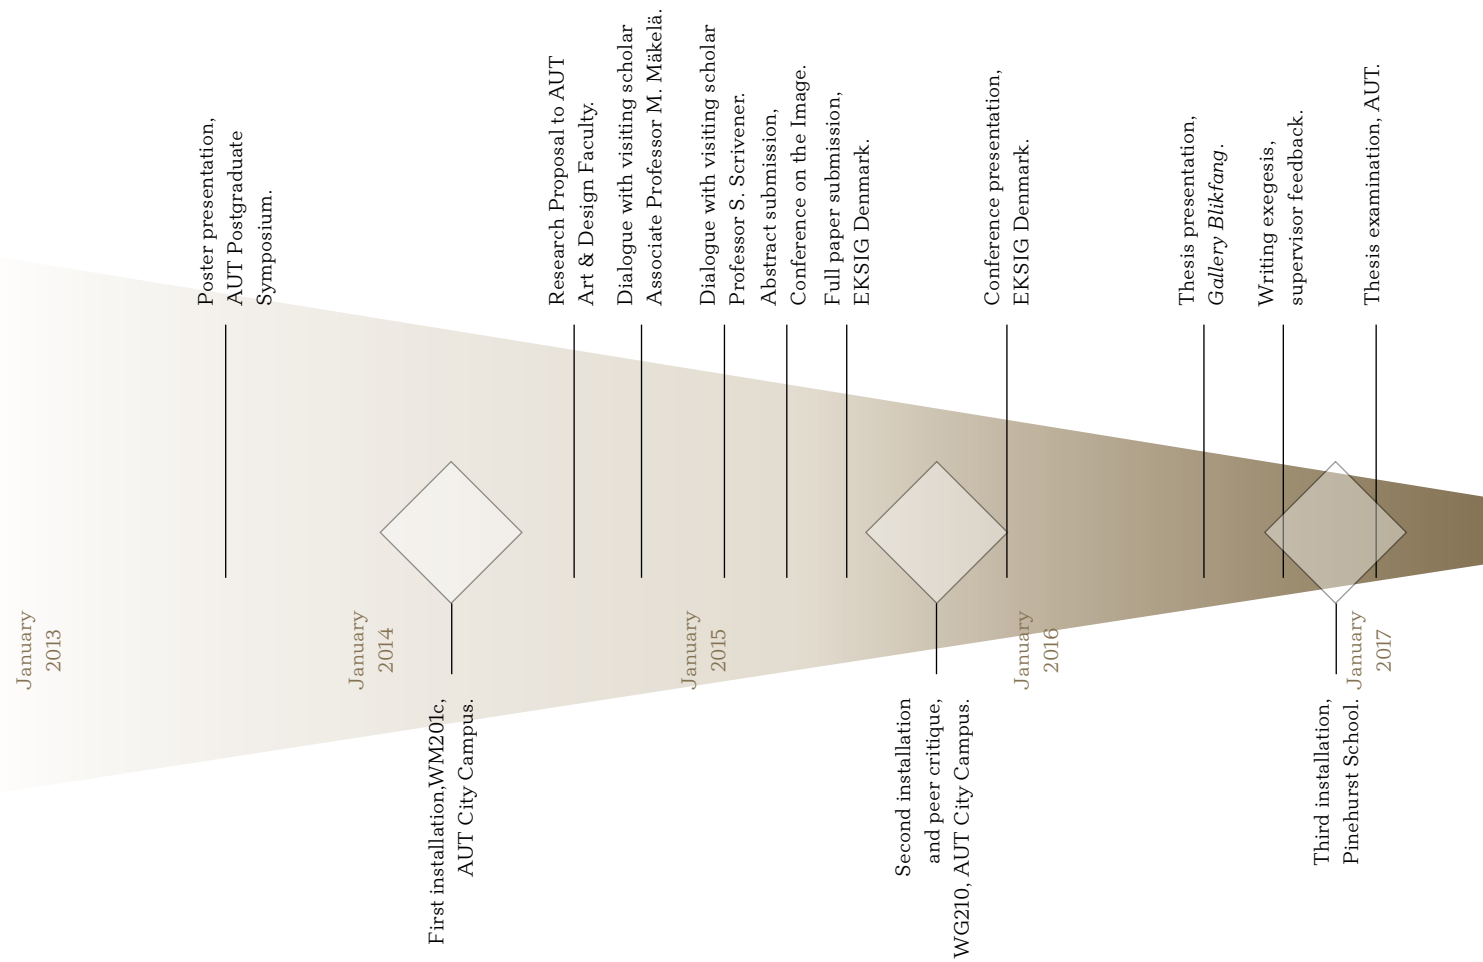 Poster presentation,
AUT Postgraduate
Symposium.
Research Proposal to AUT
Art & Design Faculty.
Dialogue with visiting scholar
Associate Professor M. Mäkelä.
Dialogue with visiting scholar
Professor S. Scrivener.
Abstract submission,
Conference on the Image.
Full paper submission,
EKSIG Denmark.
Conference presentation,
EKSIG Denmark.
Thesis presentation,
Gallery Blikfang.
Writing exegesis,
supervisor feedback.
Thesis examination, AUT.
January
2013
January
2014
January
2015
January
2016
January
2017
First installation,WM201c,
AUT City Campus.
Second installation
and peer critique,
WG210, AUT City Campus.
Third installation,
Pinehurst School.